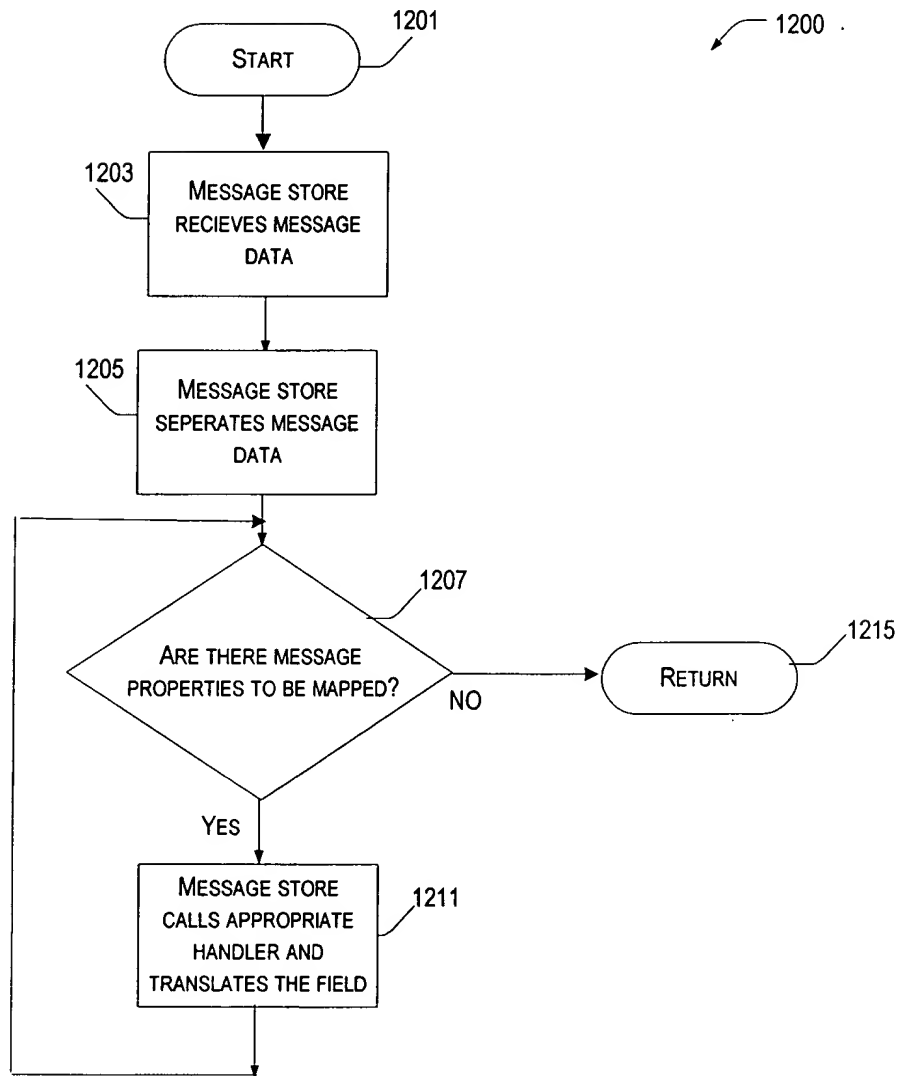 1200
1201
START
1203
MESSAGE STORE
RECIEVES MESSAGE
DATA
1205
MESSAGE STORE
SEPERATES MESSAGE
DATA
1207
ARE THERE MESSAGE
PROPERTIES TO BE MAPPED?
NO
1215
RETURN
YES
1211
MESSAGE STORE
CALLS APPROPRIATE
HANDLER AND
TRANSLATES THE FIELD